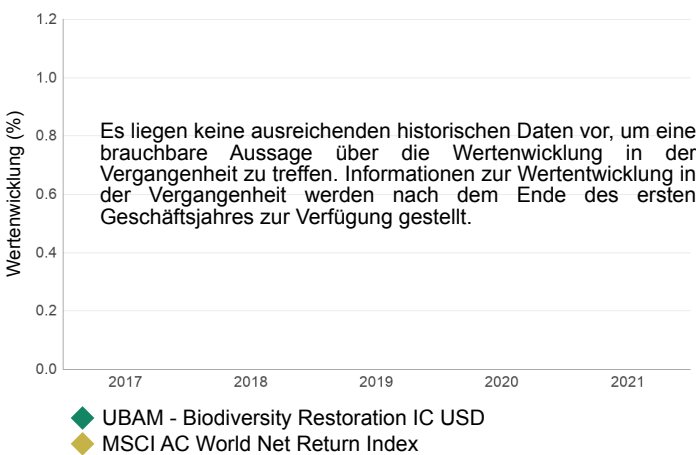 1.2
1.0
0.8
0.6
0.4
0.2
0.0
Wertenwicklung (%)
Es liegen keine ausreichenden historischen Daten vor, um eine
brauchbare Aussage über die Wertenwicklung in der
Vergangenheit zu treffen. Informationen zur Wertentwicklung in
der Vergangenheit werden nach dem Ende des ersten
Geschäftsjahres zur Verfügung gestellt.
2017 2018 2019 2020 2021
UBAM - Biodiversity Restoration IC USD
MSCI AC World Net Return Index